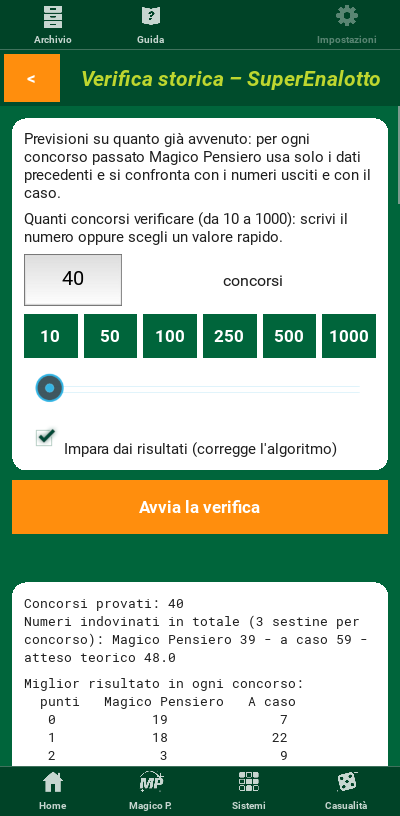 Archivio
Guida
Impostazioni
<
Verifica storica – SuperEnalotto
Previsioni su quanto già avvenuto: per ogni
concorso passato Magico Pensiero usa solo i dati
precedenti e si confronta con i numeri usciti e con il
caso.
Quanti concorsi verificare (da 10 a 1000): scrivi il
numero oppure scegli un valore rapido.
40
concorsi
10 50 100 250 500 1000
Impara dai risultati (corregge l'algoritmo)
Avvia la verifica
Concorsi provati: 40
Numeri indovinati in totale (3 sestine per
concorso): Magico Pensiero 39 - a caso 59 -
atteso teorico 48.0
Miglior risultato in ogni concorso:
punti Magico Pensiero A caso
0 19 7
1 18 22
2 3 9
MP
Home
Magico P.
Sistemi
Casualità